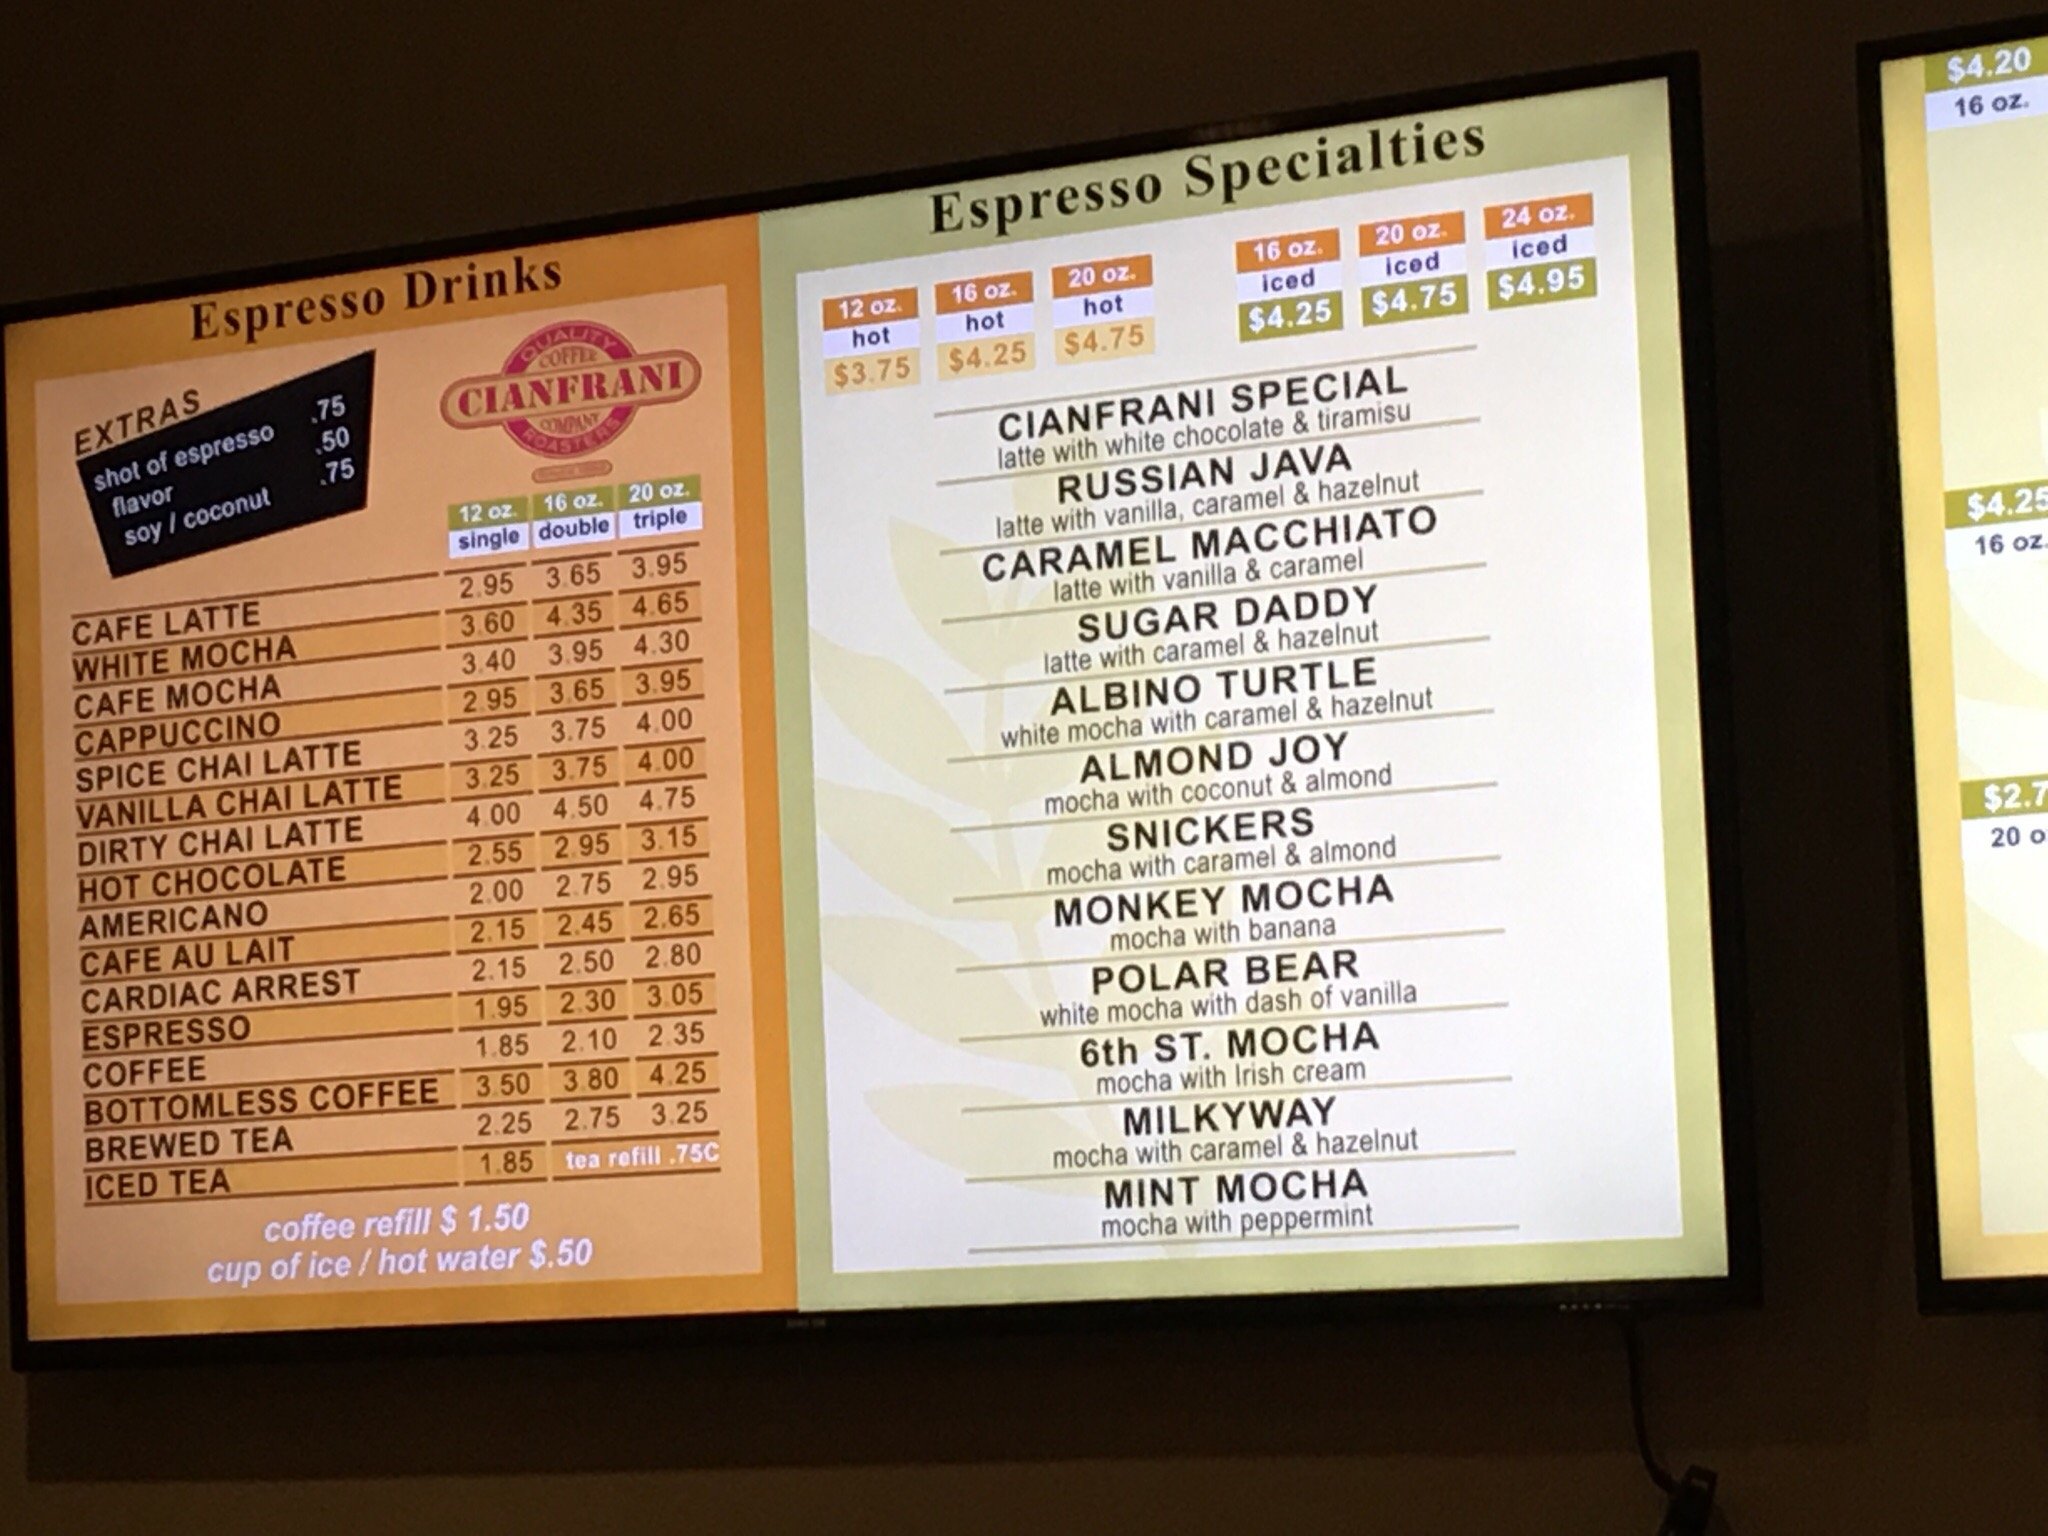 Espresso Drinks
EXTRAS
shot of espresso .75
flavor .50
soy / coconut .75
QUALITY
COFFEE
CIANFRANI
COMPANY
ROASTERS
12 oz. 16 oz. 20 oz.
single double triple
CAFE LATTE 2.95 3.65 3.95
WHITE MOCHA 3.60 4.35 4.65
CAFE MOCHA 3.40 3.95 4.30
CAPPUCCINO 2.95 3.65 3.95
SPICE CHAI LATTE 3.25 3.75 4.00
VANILLA CHAI LATTE 3.25 3.75 4.00
DIRTY CHAI LATTE 4.00 4.50 4.75
HOT CHOCOLATE 2.55 2.95 3.15
AMERICANO 2.00 2.75 2.95
CAFE AU LAIT 2.15 2.45 2.65
CARDIAC ARREST 2.15 2.50 2.80
ESPRESSO 1.95 2.30 3.05
COFFEE 1.85 2.10 2.35
BOTTOMLESS COFFEE 3.50 3.80 4.25
BREWED TEA 2.25 2.75 3.25
ICED TEA 1.85 tea refill .75C
coffee refill $ 1.50
cup of ice / hot water $.50
Espresso Specialties
12 oz. 16 oz. 20 oz. 16 oz. 20 oz. 24 oz.
hot hot hot iced iced iced
$3.75 $4.25 $4.75 $4.25 $4.75 $4.95
CIANFRANI SPECIAL
latte with white chocolate & tiramisu
RUSSIAN JAVA
latte with vanilla, caramel & hazelnut
CARAMEL MACCHIATO
latte with vanilla & caramel
SUGAR DADDY
latte with caramel & hazelnut
ALBINO TURTLE
white mocha with caramel & hazelnut
ALMOND JOY
mocha with coconut & almond
SNICKERS
mocha with caramel & almond
MONKEY MOCHA
mocha with banana
POLAR BEAR
white mocha with dash of vanilla
6th ST. MOCHA
mocha with Irish cream
MILKYWAY
mocha with caramel & hazelnut
MINT MOCHA
mocha with peppermint
$4.20
16 oz.
$4.25
16 oz.
$2.7
20 o